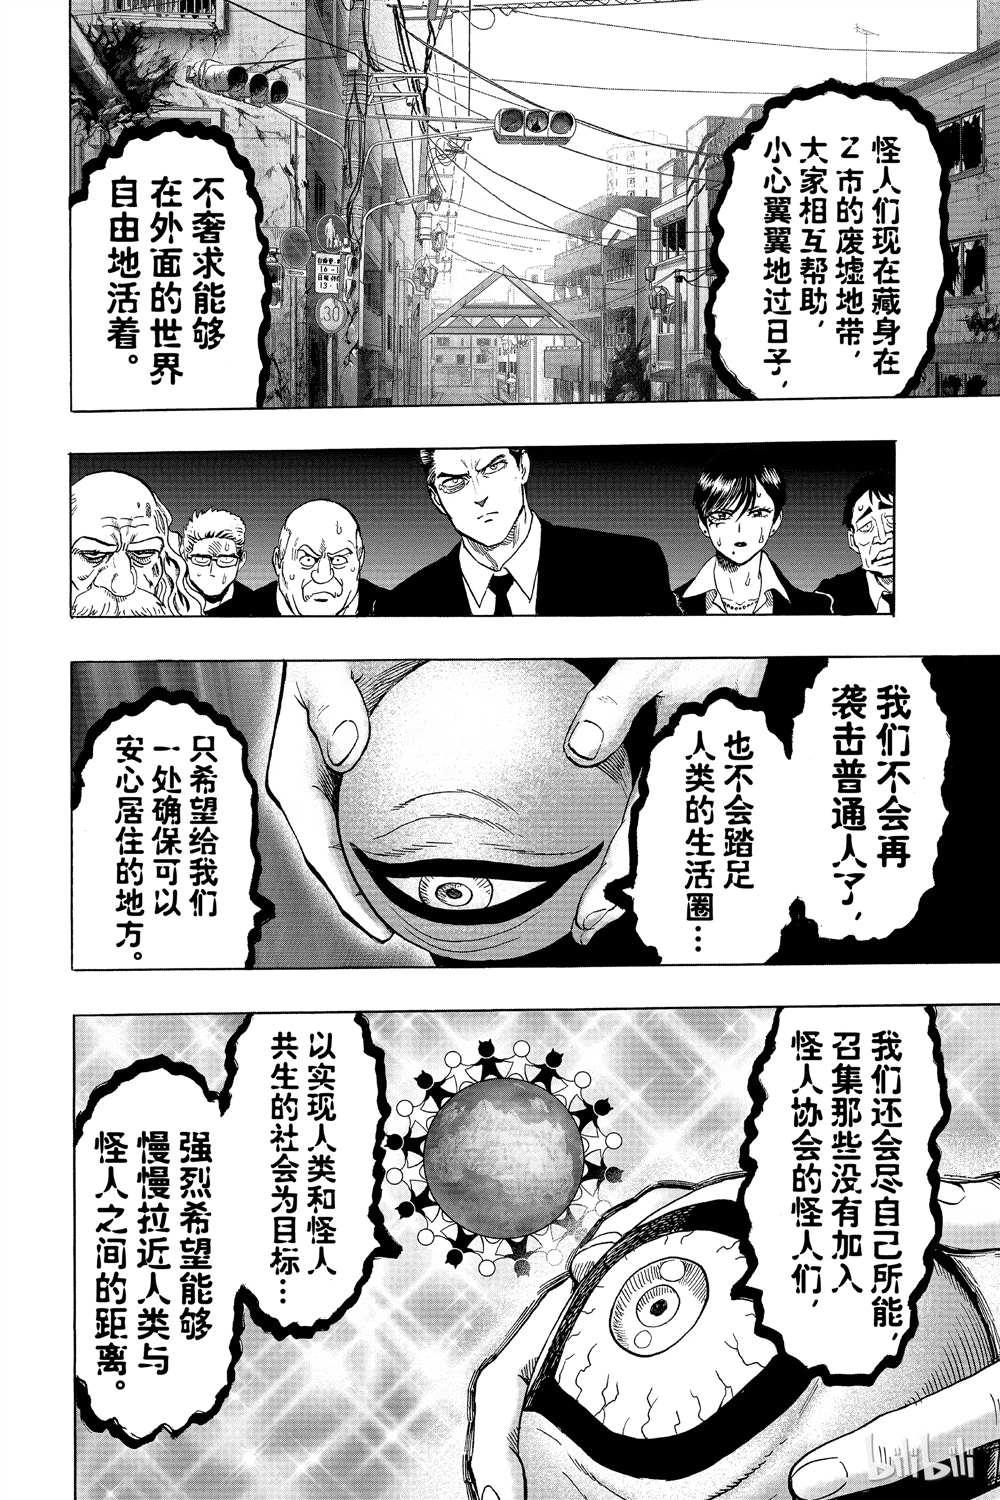 怪人们现在藏身在
Z市的废墟地带，
大家相互帮助，
小心翼翼地过日子，
不奢求能够
在外面的世界
自由地活着。
30
我们不会再
袭击普通人了，
也不会踏足
人类的生活圈…
只希望给我们
一处确保可以
安心居住的地方。
我们还会尽自己所能，
召集那些没有加入
怪人协会的怪人们，
以实现人类和怪人
共生的社会为目标…
强烈希望能够
慢慢拉近人类与
怪人之间的距离。
bilibili